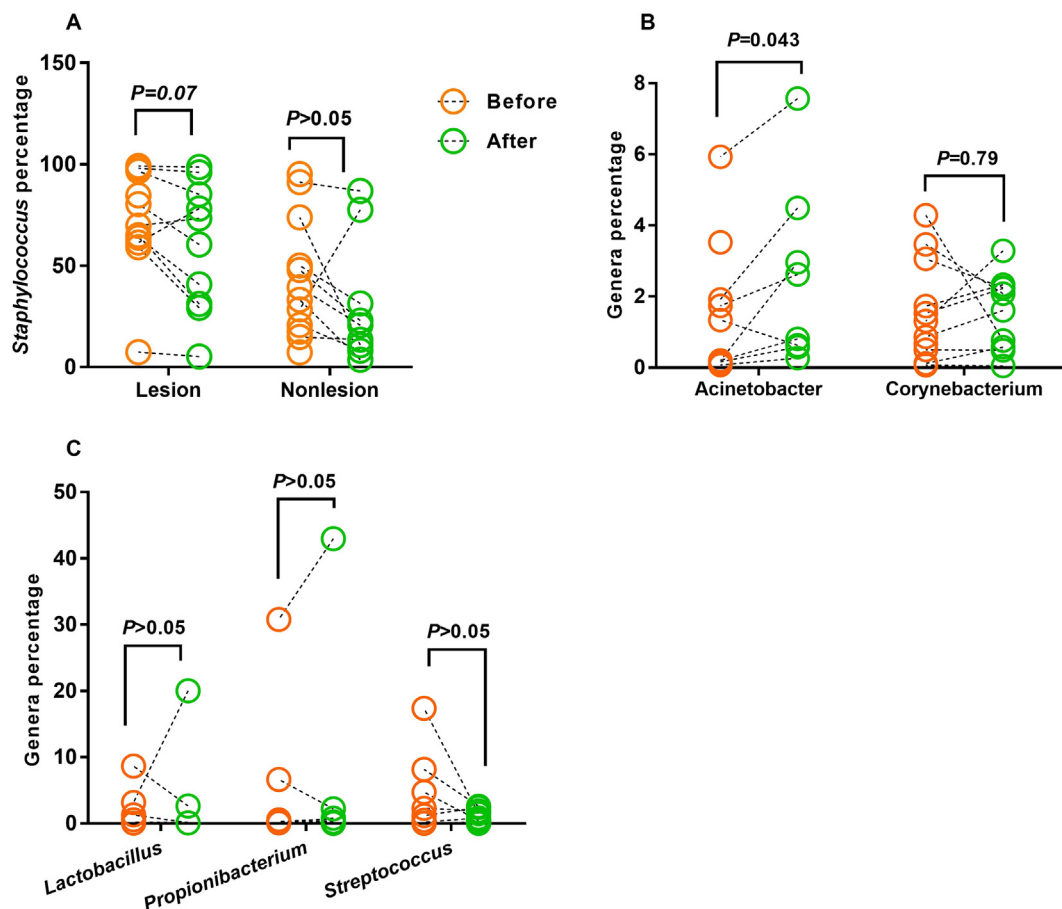 A
Staphylococcus percentage
150
100
50
0
P=0.07
P>0.05
Lesion
Nonlesion
Before
After
B
Genera percentage
8
6
4
2
0
P=0.043
P=0.79
Acinetobacter
Corynebacterium
C
Genera percentage
50
40
30
20
10
0
P>0.05
P>0.05
P>0.05
Lactobacillus
Propionibacterium
Streptococcus